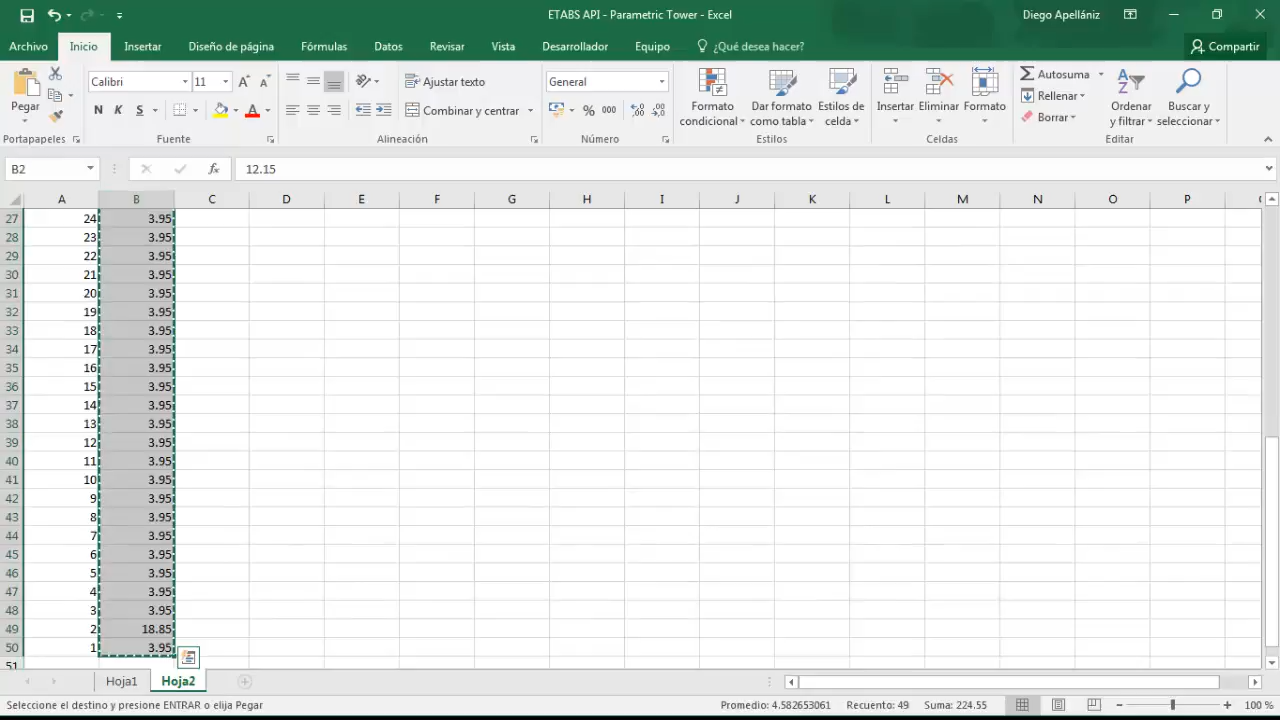 ETABS API - Parametric Tower - Excel
Diego Apellániz
Archivo Inicio Insertar Diseño de página Fórmulas Datos Revisar Vista Desarrollador Equipo ¿Qué desea hacer? Compartir
Calibri 11 Ajustar texto General Autosuma
Pegar N K S Combinar y centrar % 000 Formato condicional Dar formato como tabla Estilos de celda Insertar Eliminar Formato Rellenar Borrar Ordenar y filtrar Buscar y seleccionar
Portapapeles Fuente Alineación Número Estilos Celdas Editar
B2 fx 12.15
A B C D E F G H I J K L M N O P
27 24 3.95
28 23 3.95
29 22 3.95
30 21 3.95
31 20 3.95
32 19 3.95
33 18 3.95
34 17 3.95
35 16 3.95
36 15 3.95
37 14 3.95
38 13 3.95
39 12 3.95
40 11 3.95
41 10 3.95
42 9 3.95
43 8 3.95
44 7 3.95
45 6 3.95
46 5 3.95
47 4 3.95
48 3 3.95
49 2 18.85
50 1 3.95
51
Hoja1 Hoja2
Seleccione el destino y presione ENTRAR o elija Pegar Promedio: 4.582653061 Recuento: 49 Suma: 224.55 100 %